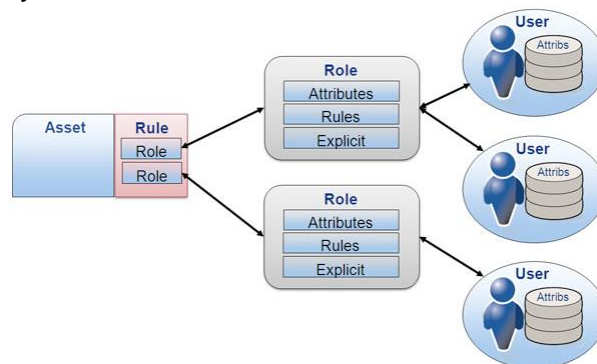 Asset
Rule
Role
Role
Role
Attributes
Rules
Explicit
Role
Attributes
Rules
Explicit
User
Attribs
User
Attribs
User
Attribs